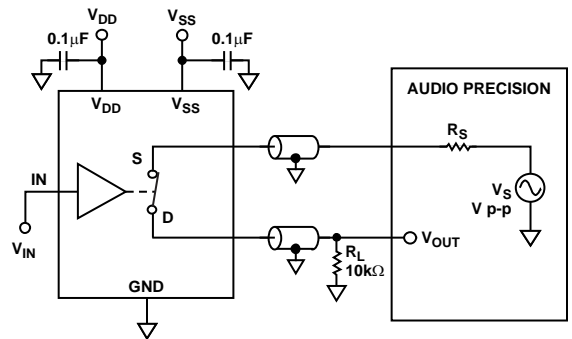 VDD
VSS
0.1μF
0.1μF
VDD
VSS
AUDIO PRECISION
RS
S
IN
VS
V p-p
D
VIN
VOUT
RL
10kΩ
GND